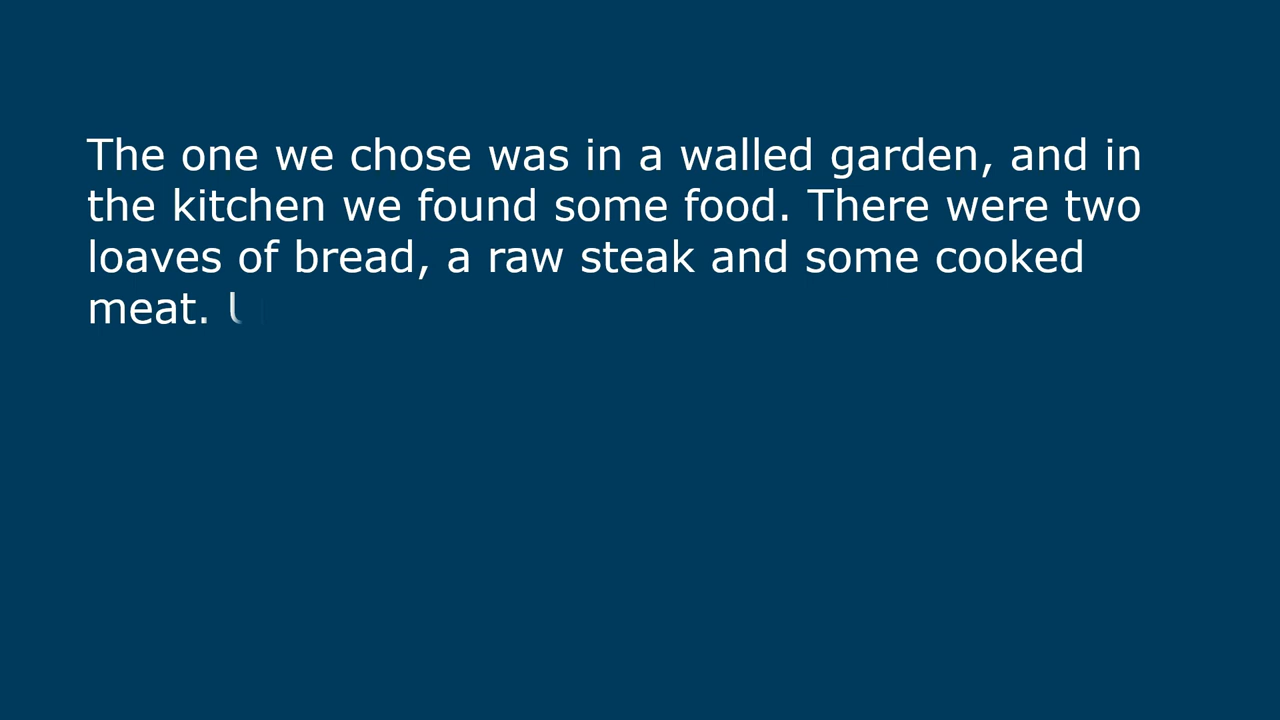 The one we chose was in a walled garden, and in
the kitchen we found some food. There were two
loaves of bread, a raw steak and some cooked
meat.